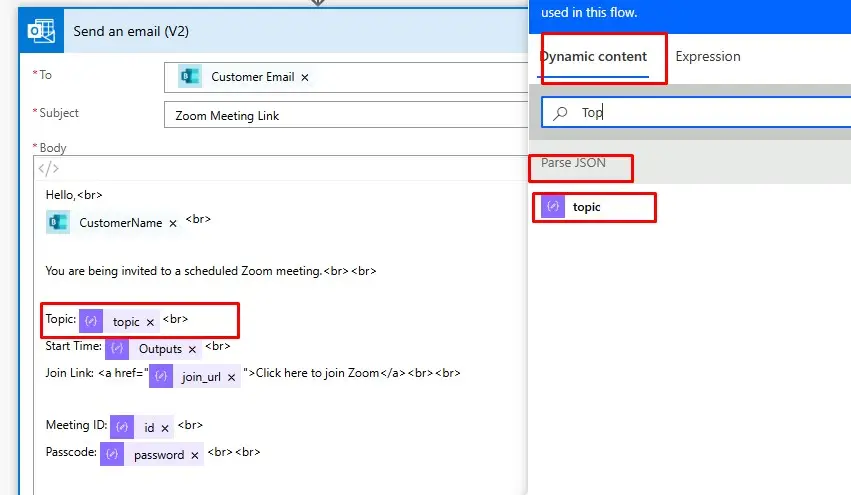 Send an email (V2)
* To
Customer Email ×
* Subject
Zoom Meeting Link
* Body
</>
Hello,<br>
CustomerName × <br>
You are being invited to a scheduled Zoom meeting.<br><br>
Topic: topic × <br>
Start Time: Outputs × <br>
Join Link: <a href="join_url × ">Click here to join Zoom</a><br><br>
Meeting ID: id × <br>
Passcode: password × <br><br>
used in this flow.
Dynamic content Expression
Top
Parse JSON
topic